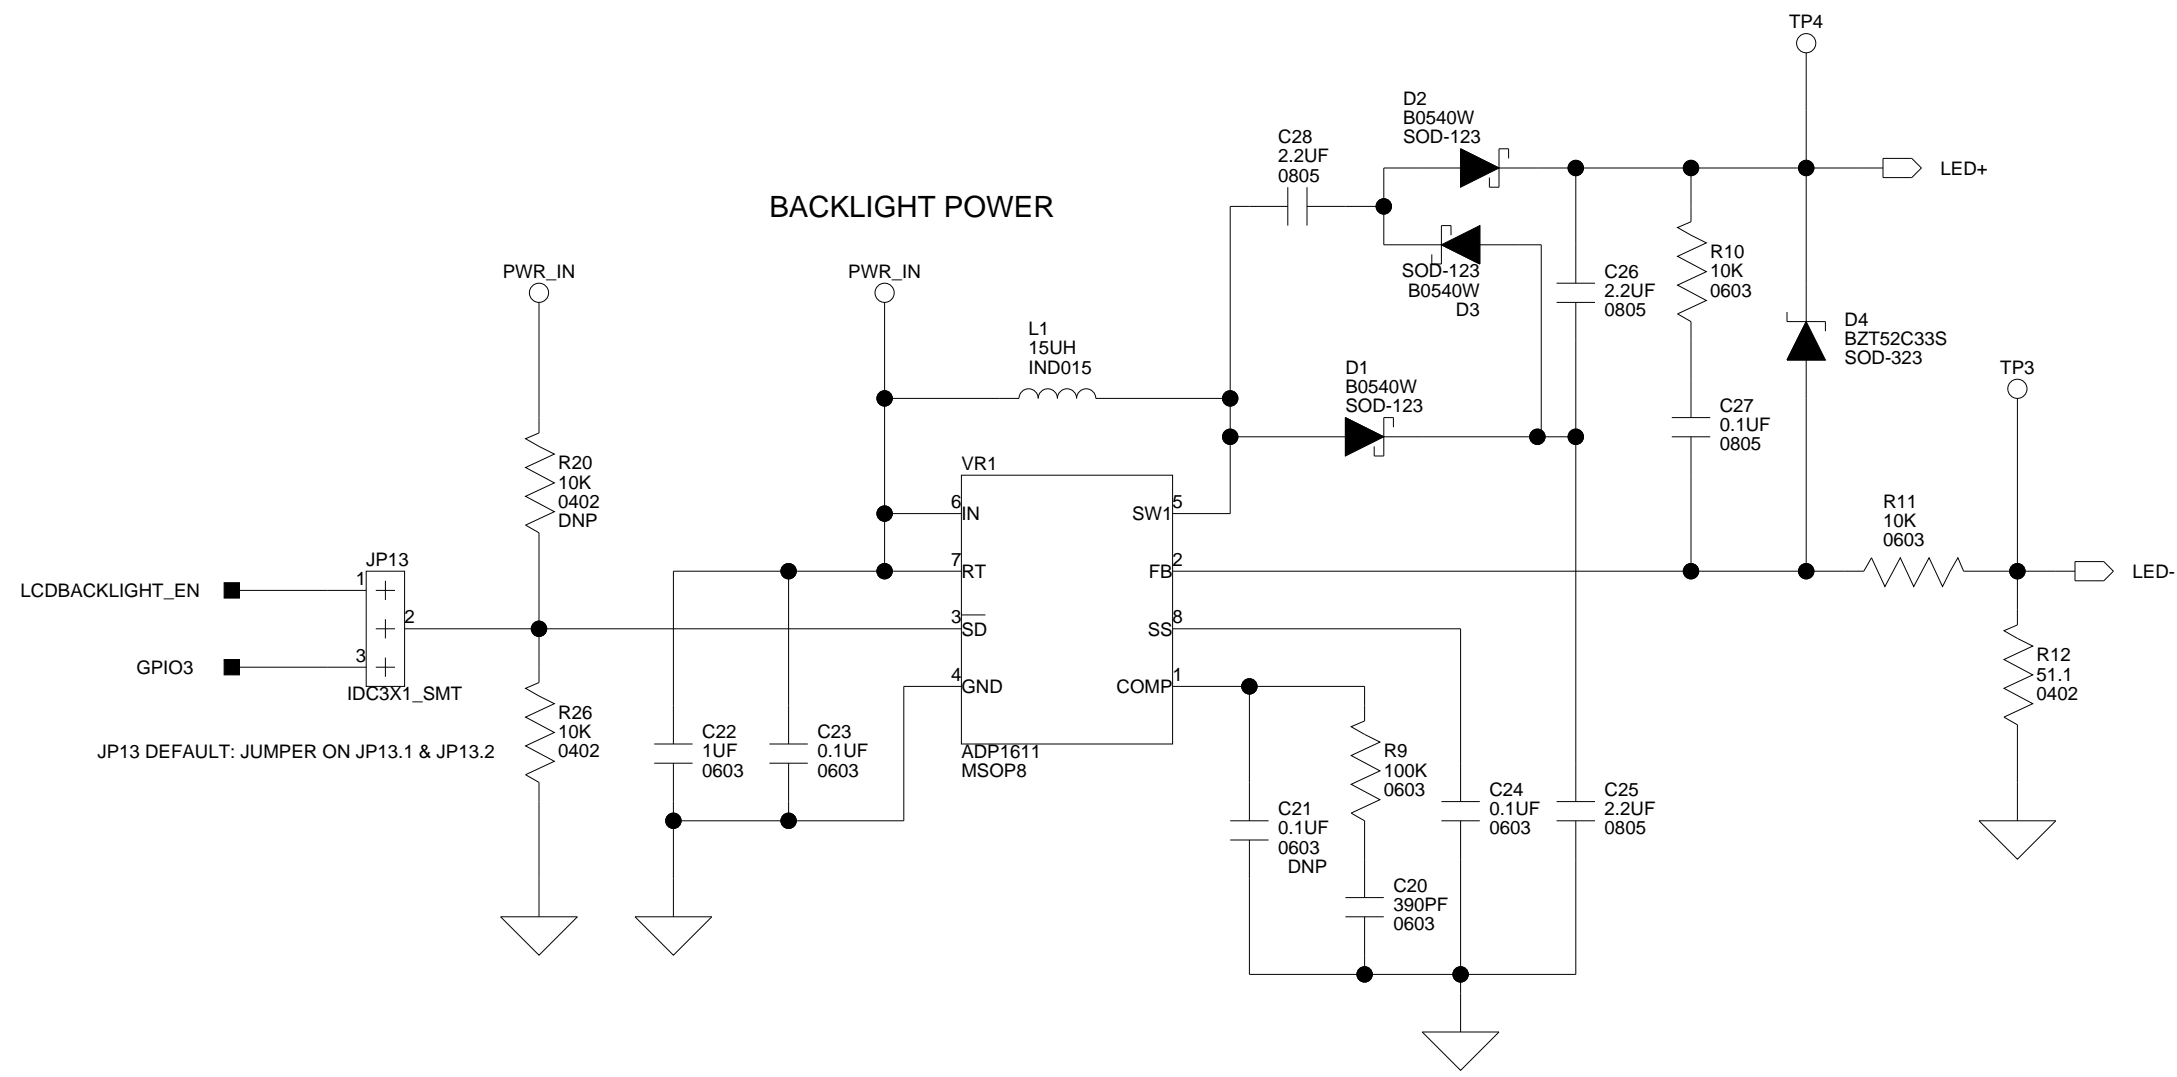 TP4
D2
B0540W
SOD-123
C28
2.2UF
0805
LED+
BACKLIGHT POWER
PWR_IN
PWR_IN
SOD-123
B0540W
D3
C26
2.2UF
0805
R10
10K
0603
L1
15UH
IND015
D1
B0540W
SOD-123
D4
BZT52C33S
SOD-323
TP3
C27
0.1UF
0805
R20
10K
0402
DNP
VR1
6
IN
SW1
5
7
RT
FB
2
3
SD
SS
8
4
GND
COMP
1
ADP1611
MSOP8
R11
10K
0603
LED-
JP13
LCDBACKLIGHT_EN
1
2
GPIO3
3
IDC3X1_SMT
R26
10K
0402
JP13 DEFAULT: JUMPER ON JP13.1 & JP13.2
C22
1UF
0603
C23
0.1UF
0603
R12
51.1
0402
R9
100K
0603
C21
0.1UF
0603
DNP
C24
0.1UF
0603
C25
2.2UF
0805
C20
390PF
0603